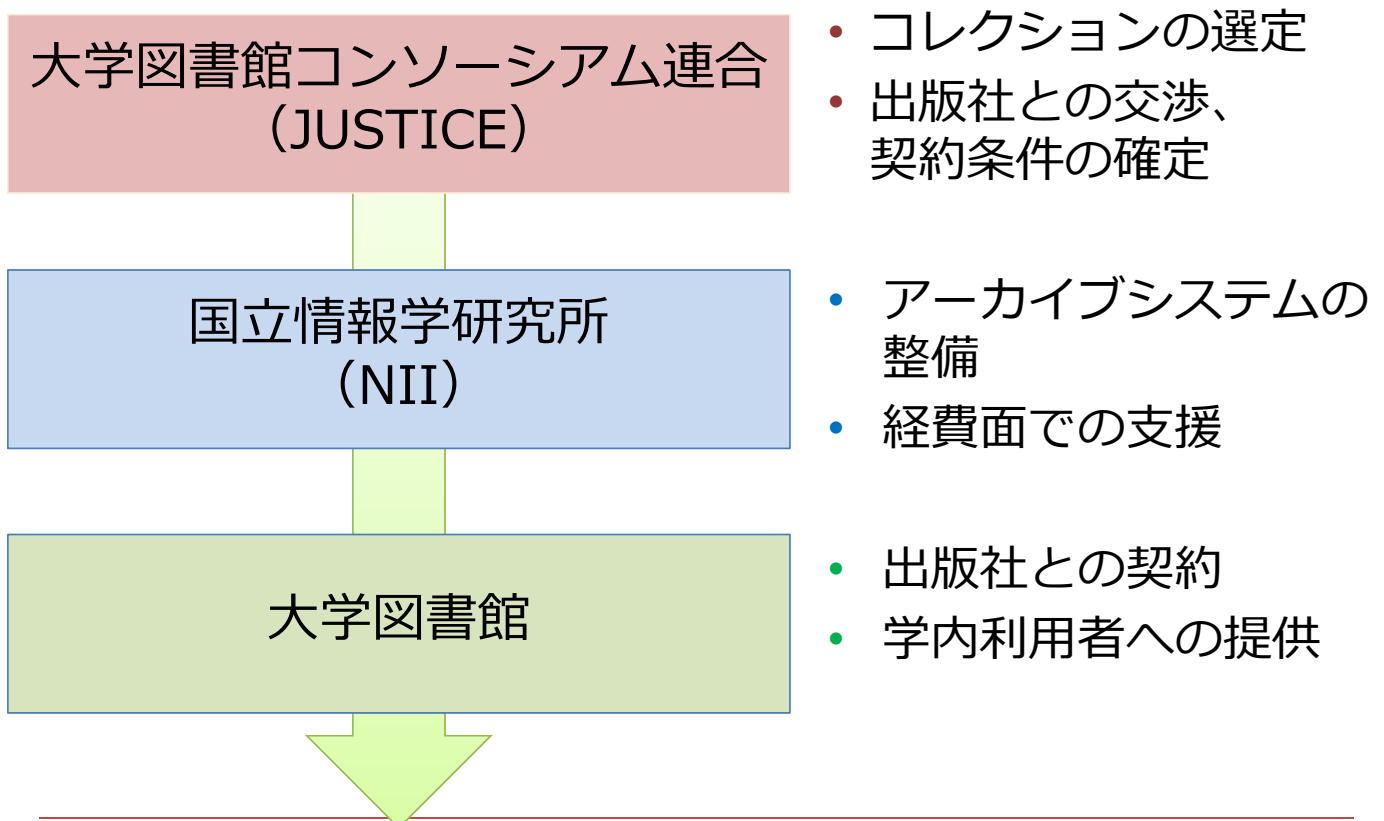 大学図書館コンソーシアム連合
（JUSTICE）
• コレクションの選定
• 出版社との交渉、
契約条件の確定
国立情報学研究所
（NII）
• アーカイブシステムの
整備
• 経費面での支援
大学図書館
• 出版社との契約
• 学内利用者への提供